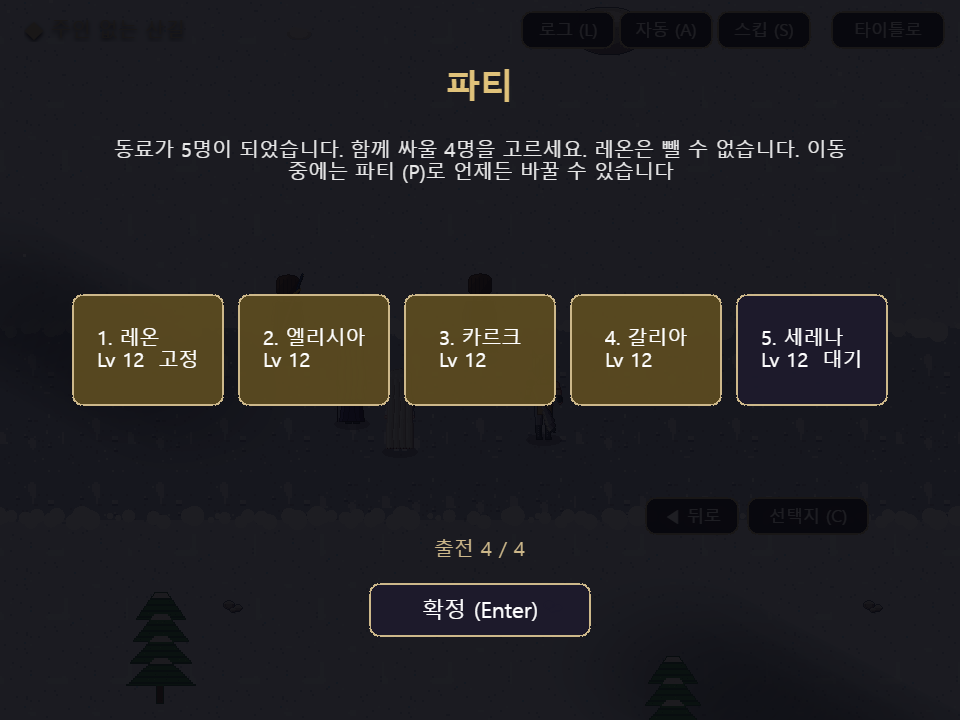 로그 (L) 자동 (A) 스킵 (S) 타이틀로
파티
동료가 5명이 되었습니다. 함께 싸울 4명을 고르세요. 레온은 뺄 수 없습니다. 이동
중에는 파티 (P)로 언제든 바꿀 수 있습니다
1. 레온
Lv 12 고정
2. 엘리시아
Lv 12
3. 카르크
Lv 12
4. 갈리아
Lv 12
5. 세레나
Lv 12 대기
◀ 뒤로 선택지 (C)
출전 4 / 4
확정 (Enter)